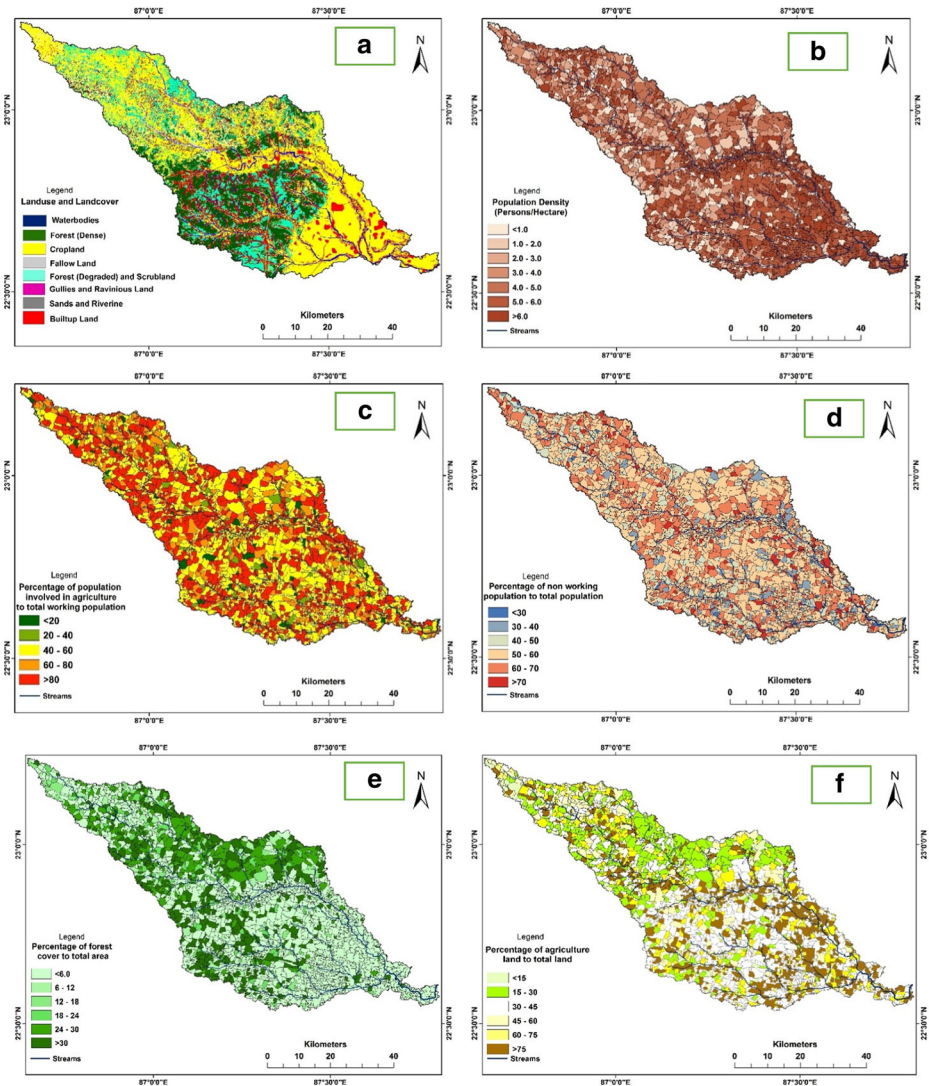 87°0'0"E
87°30'0"E
a
N
23°0'0"N
22°30'0"N
Legend
Landuse and Landcover
Waterbodies
Forest (Dense)
Cropland
Fallow Land
Forest (Degraded) and Scrubland
Gullies and Ravinious Land
Sands and Riverine
Builtup Land
Kilometers
0 10 20 40
87°0'0"E
87°30'0"E
87°0'0"E
87°30'0"E
b
N
23°0'0"N
22°30'0"N
Legend
Population Density
(Persons/Hectare)
<1.0
1.0 - 2.0
2.0 - 3.0
3.0 - 4.0
4.0 - 5.0
5.0 - 6.0
>6.0
Streams
Kilometers
0 10 20 40
87°0'0"E
87°30'0"E
c
N
23°0'0"N
22°30'0"N
Legend
Percentage of population
involved in agriculture
to total working population
<20
20 - 40
40 - 60
60 - 80
>80
Streams
Kilometers
0 10 20 40
87°0'0"E
87°30'0"E
d
N
23°0'0"N
22°30'0"N
Legend
Percentage of non working
population to total population
<30
30 - 40
40 - 50
50 - 60
60 - 70
>70
Streams
Kilometers
0 10 20 40
87°0'0"E
87°30'0"E
87°0'0"E
87°30'0"E
e
N
23°0'0"N
22°30'0"N
Legend
Percentage of forest
cover to total area
<6.0
6 - 12
12 - 18
18 - 24
24 - 30
>30
Streams
Kilometers
0 10 20 40
87°0'0"E
87°30'0"E
87°0'0"E
87°30'0"E
f
N
23°0'0"N
22°30'0"N
Legend
Percentage of agriculture
land to total land
<15
15 - 30
30 - 45
45 - 60
60 - 75
>75
Streams
Kilometers
0 10 20 40
87°0'0"E
87°30'0"E